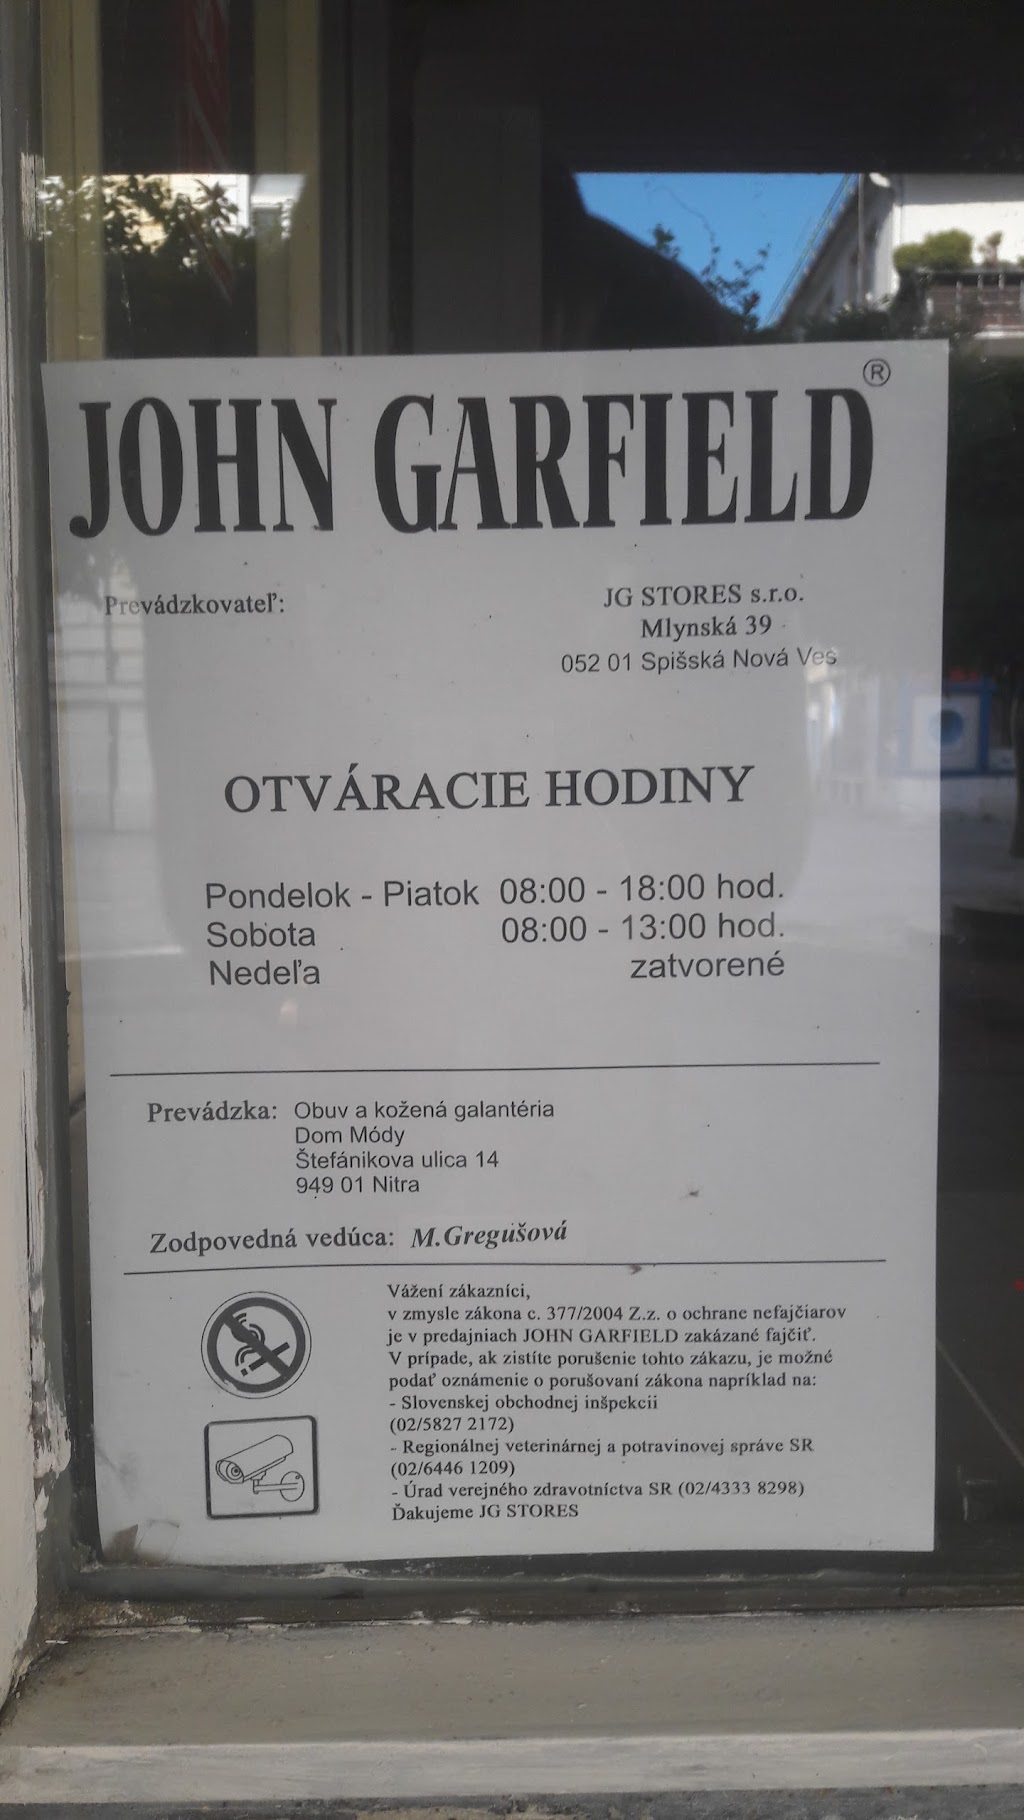 JOHN GARFIELD®
Prevádzkovateľ:
JG STORES s.r.o.
Mlynská 39
052 01 Spišská Nová Ves
OTVÁRACIE HODINY
Pondelok - Piatok 08:00 - 18:00 hod.
Sobota 08:00 - 13:00 hod.
Nedeľa zatvorené
Prevádzka: Obuv a kožená galantéria
Dom Módy
Štefánikova ulica 14
949 01 Nitra
Zodpovedná vedúca: M.Gregušová
Vážení zákazníci,
v zmysle zákona c. 377/2004 Z.z. o ochrane nefajčiarov
je v predajniach JOHN GARFIELD zakázané fajčiť.
V prípade, ak zistíte porušenie tohto zákazu, je možné
podať oznámenie o porušovaní zákona napríklad na:
- Slovenskej obchodnej inšpekcii
(02/5827 2172)
- Regionálnej veterinárnej a potravinovej správe SR
(02/6446 1209)
- Úrad verejného zdravotníctva SR (02/4333 8298)
Ďakujeme JG STORES